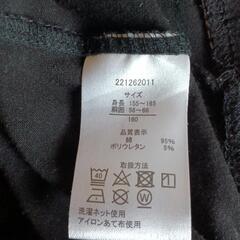 221262011
サイズ
身長 155～165
胴囲 58～66
160
品質表示
綿 95%
ポリウレタン 5%
取扱方法
40
W
洗濯ネット使用
アイロンあて布使用